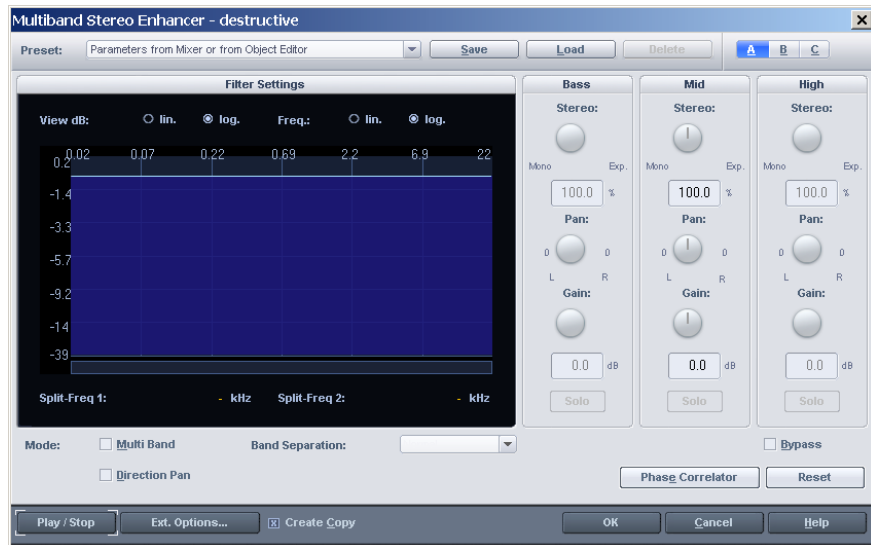 Multiband Stereo Enhancer - destructive
Preset: Parameters from Mixer or from Object Editor Save Load Delete A B C
Filter Settings Bass Mid High
View dB: lin. log. Freq.: lin. log.
Stereo: Stereo: Stereo:
0.02 0.07 0.22 0.69 2.2 6.9 22
0.2
Mono Exp. Mono Exp. Mono Exp.
-1.4
100.0 % 100.0 % 100.0 %
Pan: Pan: Pan:
-3.3
0 0 0 0 0 0
-5.7
L R L R L R
-9.2
Gain: Gain: Gain:
-14
-39
0.0 dB 0.0 dB 0.0 dB
Split-Freq 1: - kHz Split-Freq 2: - kHz
Solo Solo Solo
Mode: Multi Band Band Separation: Bypass
Direction Pan
Phase Correlator Reset
Play / Stop Ext. Options... Create Copy OK Cancel Help